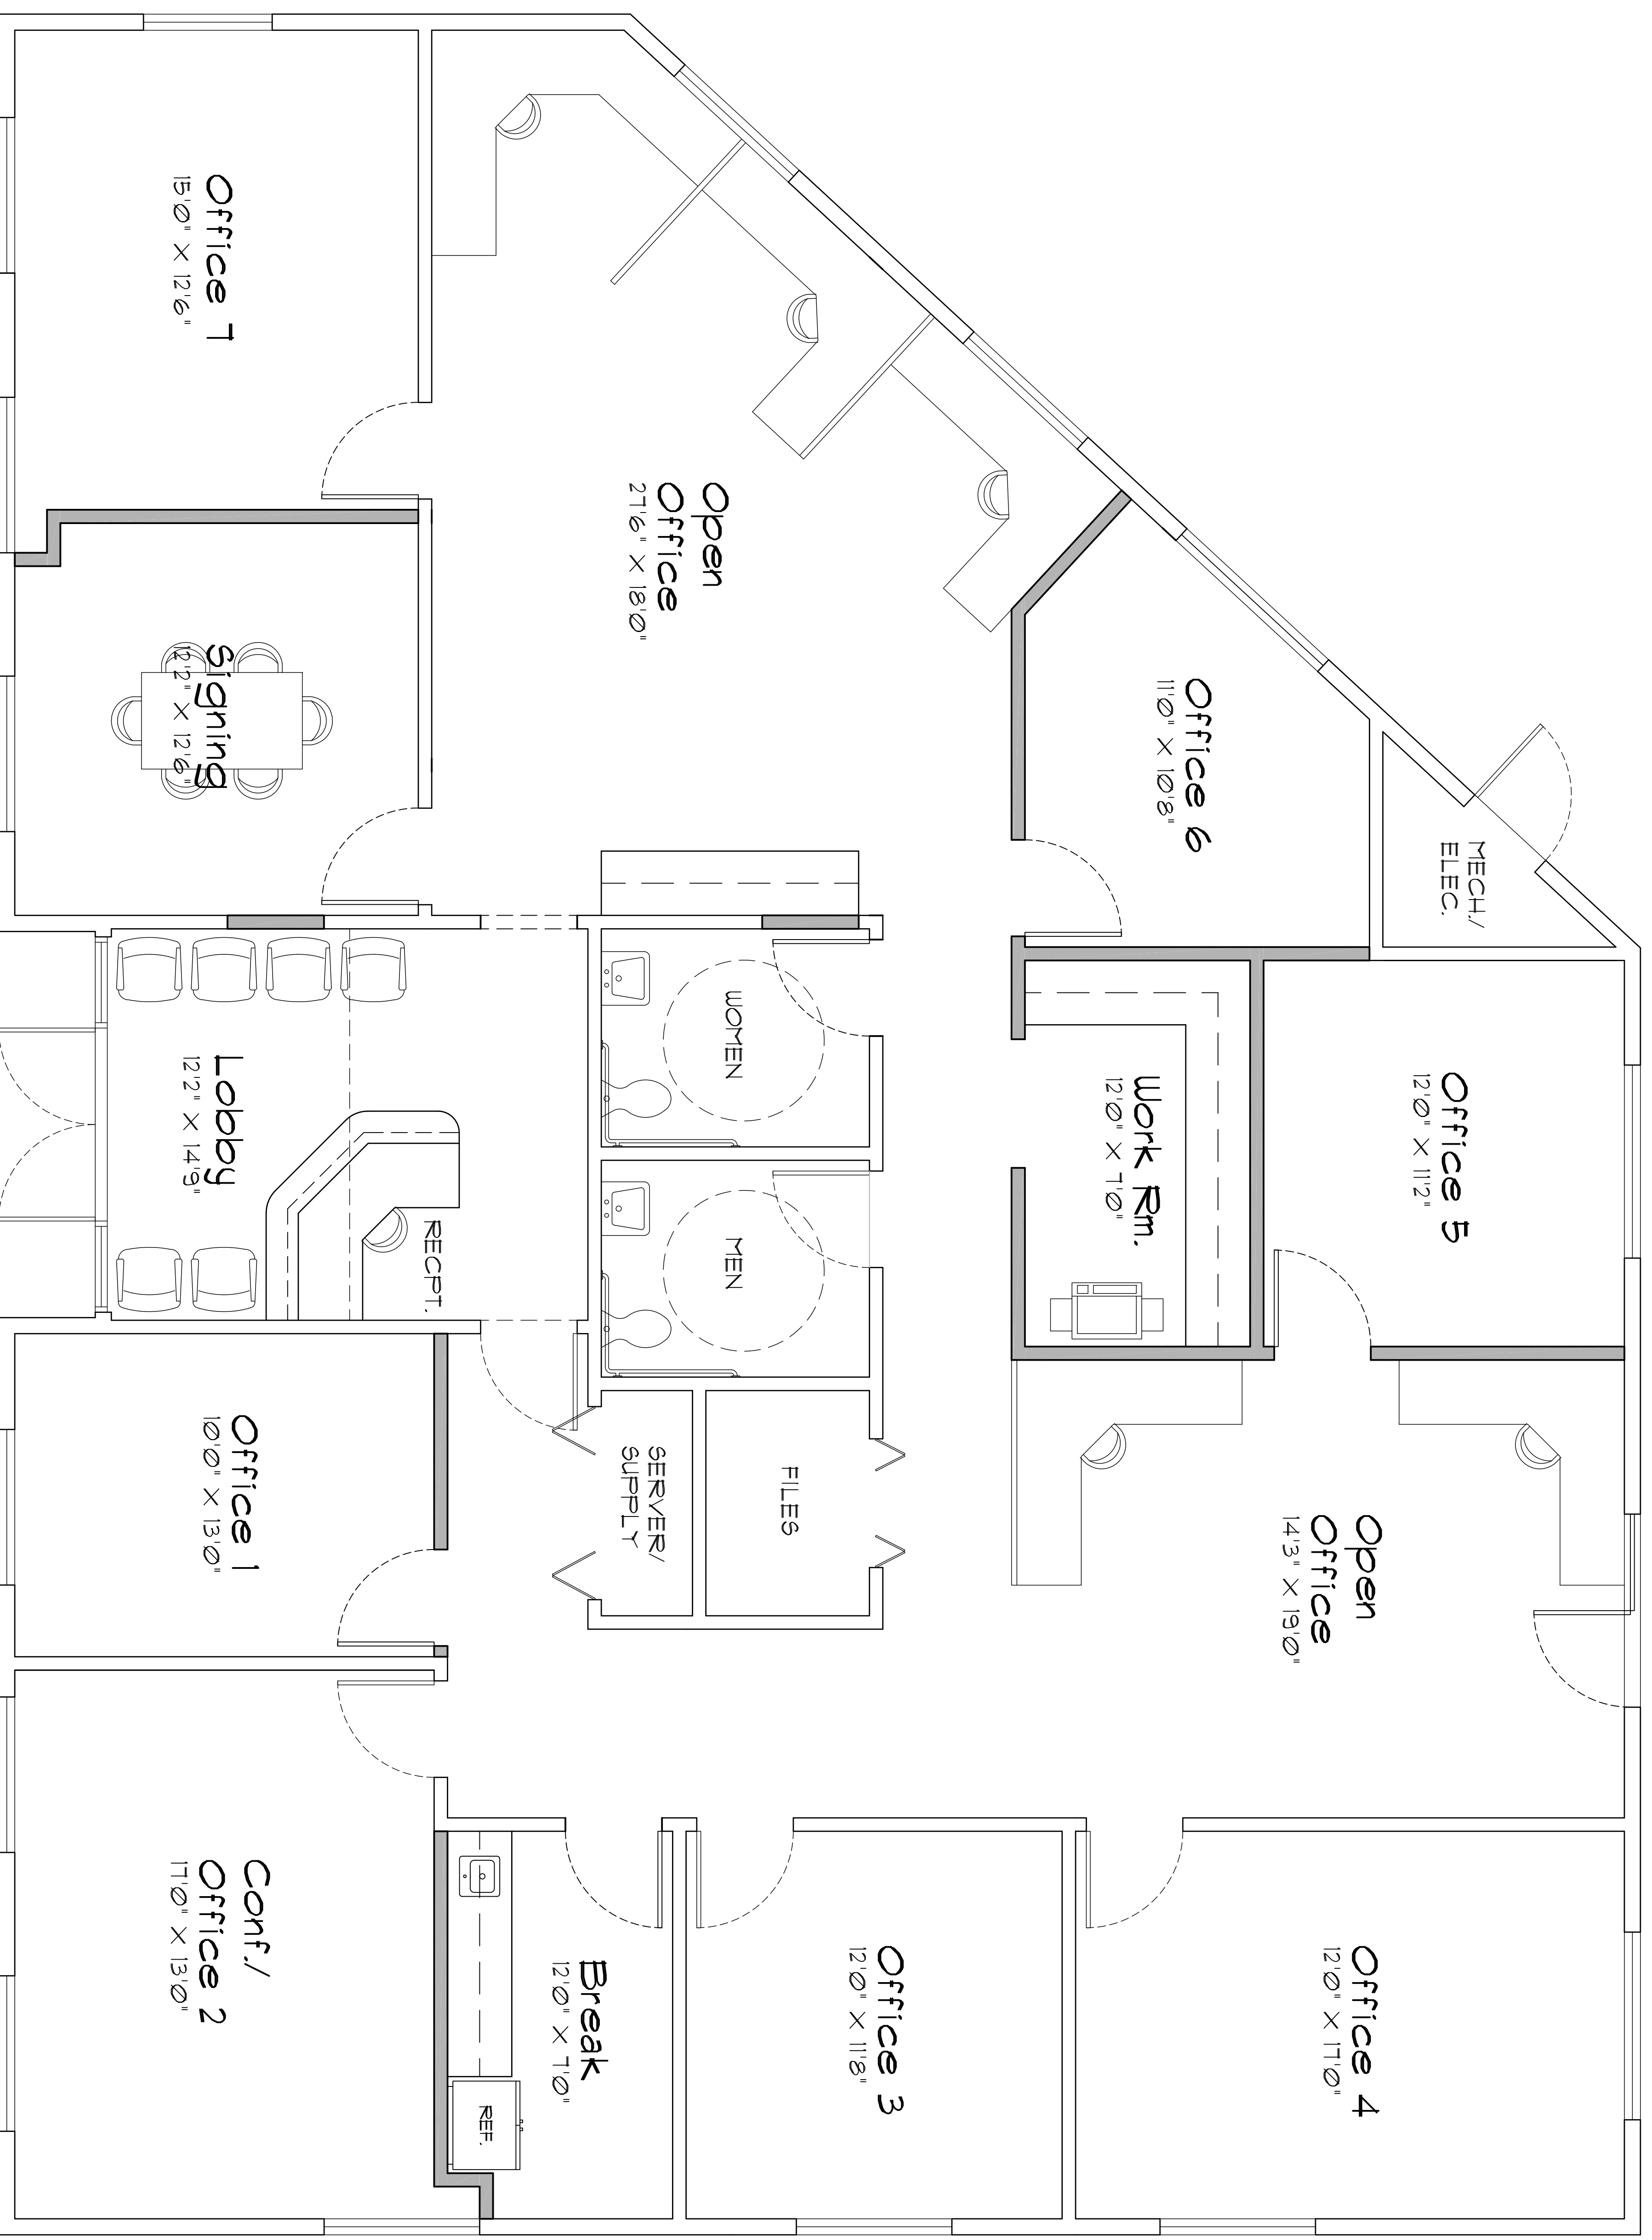 MECH./
ELEC.
Office 5
12'0" X 11'2"
Open
Office
14'3" X 19'0"
Office 4
12'0" X 17'0"
Office 6
11'0" X 10'8"
Work Rm.
12'0" X 7'0"
Office 3
12'0" X 11'8"
FILES
WOMEN
MEN
Open
Office
27'6" X 18'0"
SERVER/
SUPPLY
Break
12'0" X 7'0"
REF.
RECPT.
Office 7
15'0" X 12'6"
Signing
12'2" X 12'6"
Lobby
12'2" X 14'9"
Office 1
10'0" X 13'0"
Conf./
Office 2
17'0" X 13'0"